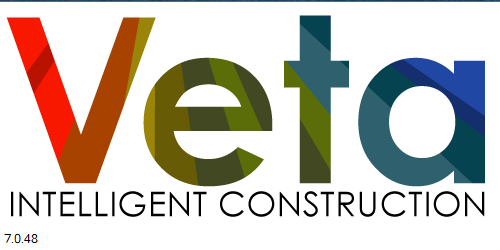 Veta
INTELLIGENT CONSTRUCTION
7.0.48